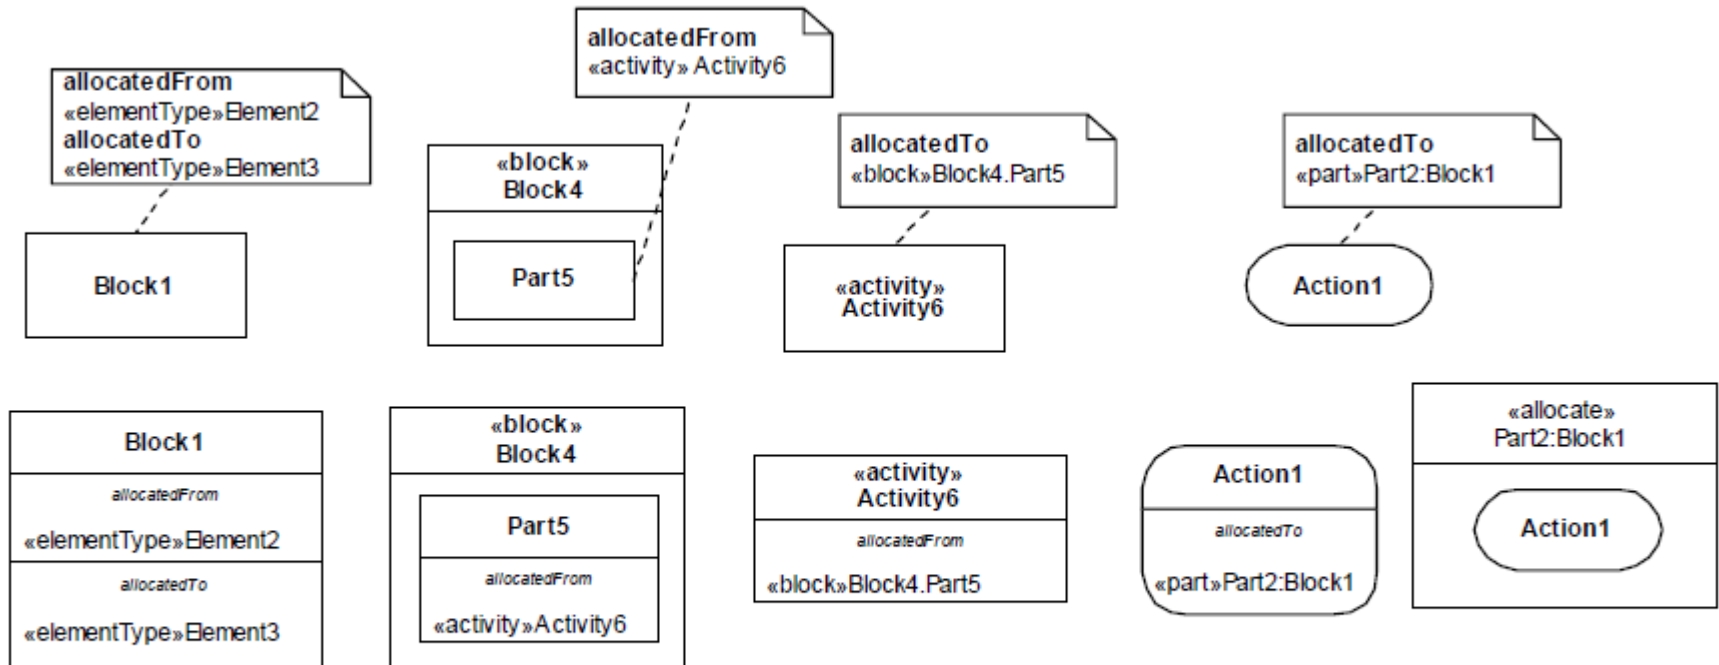 allocatedFrom
«elementType»Element2
allocatedTo
«elementType»Element3
Block1
allocatedFrom
«activity» Activity6
«block»
Block4
Part5
allocatedTo
«block»Block4.Part5
«activity»
Activity6
allocatedTo
«part»Part2:Block1
Action1
Block1
allocatedFrom
«elementType»Element2
allocatedTo
«elementType»Element3
«block»
Block4
Part5
allocatedFrom
«activity»Activity6
«activity»
Activity6
allocatedFrom
«block»Block4.Part5
Action1
allocatedTo
«part»Part2:Block1
«allocate»
Part2:Block1
Action1